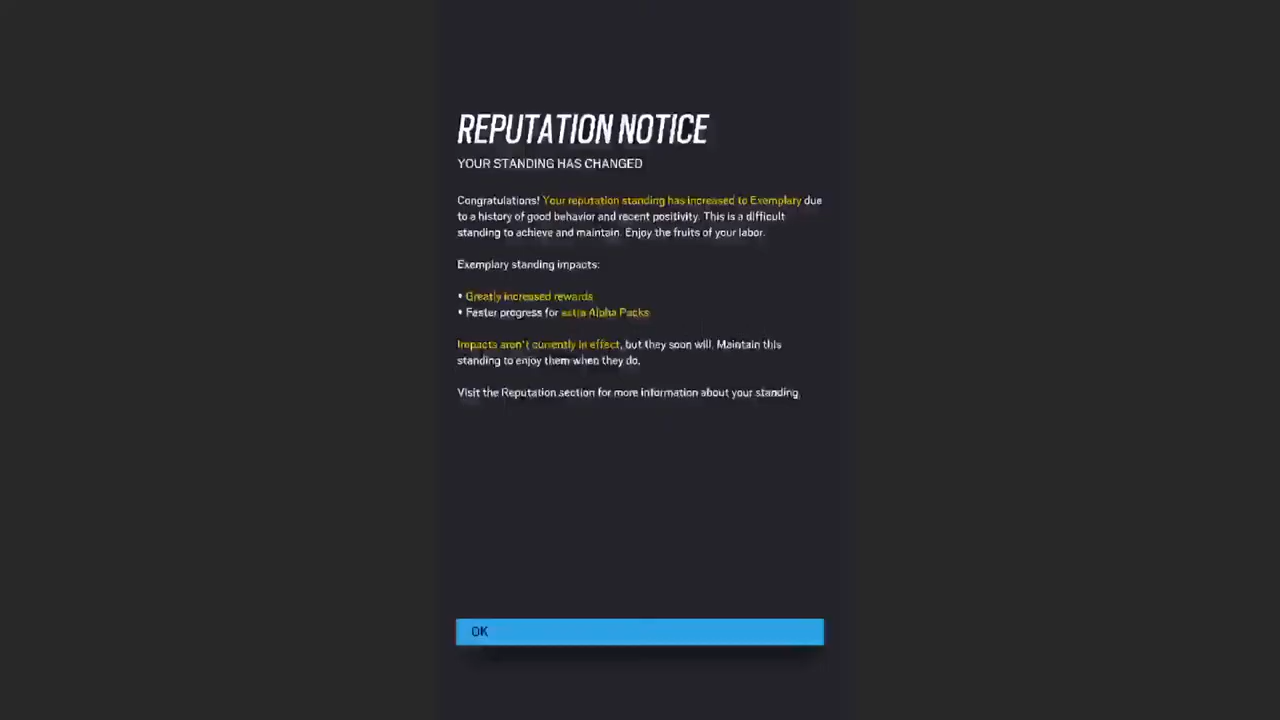 REPUTATION NOTICE
YOUR STANDING HAS CHANGED
Congratulations! Your reputation standing has increased to Exemplary due
to a history of good behavior and recent positivity. This is a difficult
standing to achieve and maintain. Enjoy the fruits of your labor.
Exemplary standing impacts:
• Greatly increased rewards
• Faster progress for extra Alpha Packs
Impacts aren't currently in effect, but they soon will. Maintain this
standing to enjoy them when they do.
Visit the Reputation section for more information about your standing
OK